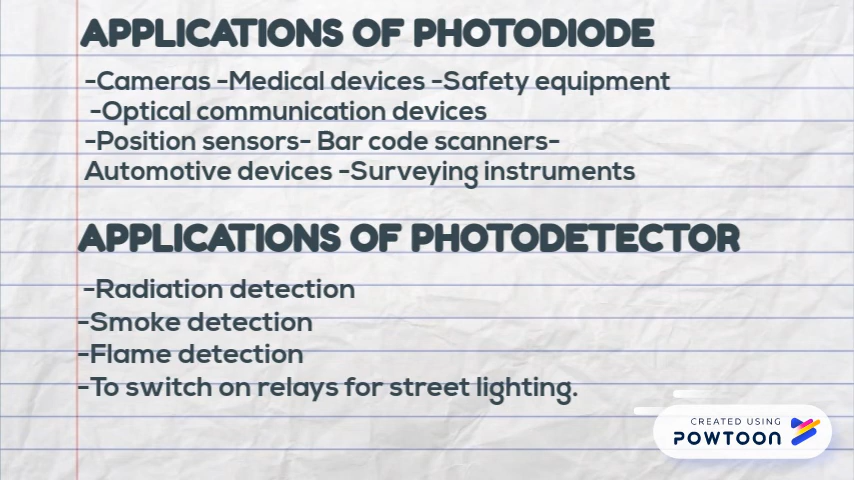 APPLICATIONS OF PHOTODIODE
-Cameras -Medical devices -Safety equipment
-Optical communication devices
-Position sensors- Bar code scanners-
Automotive devices -Surveying instruments
APPLICATIONS OF PHOTODETECTOR
-Radiation detection
-Smoke detection
-Flame detection
-To switch on relays for street lighting.
CREATED USING
POWTOON